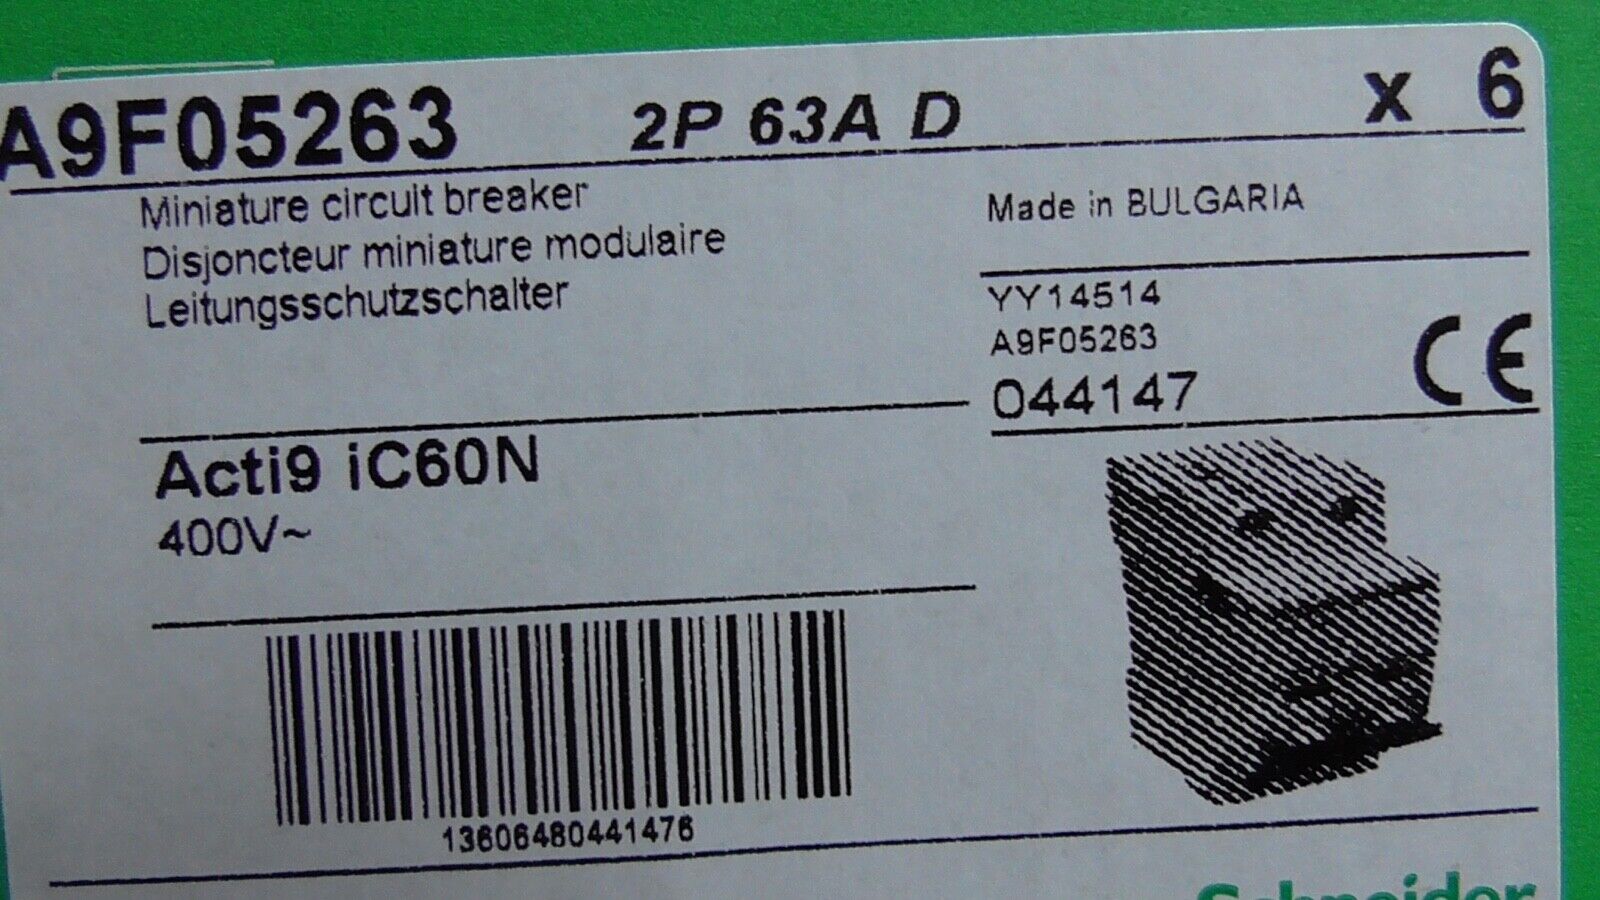 A9F05263 2P 63A D x 6
Miniature circuit breaker
Disjoncteur miniature modulaire
Leitungsschutzschalter
Made in BULGARIA
YY14514
A9F05263
044147
CE
Acti9 iC60N
400V~
13606480441476
Schneider